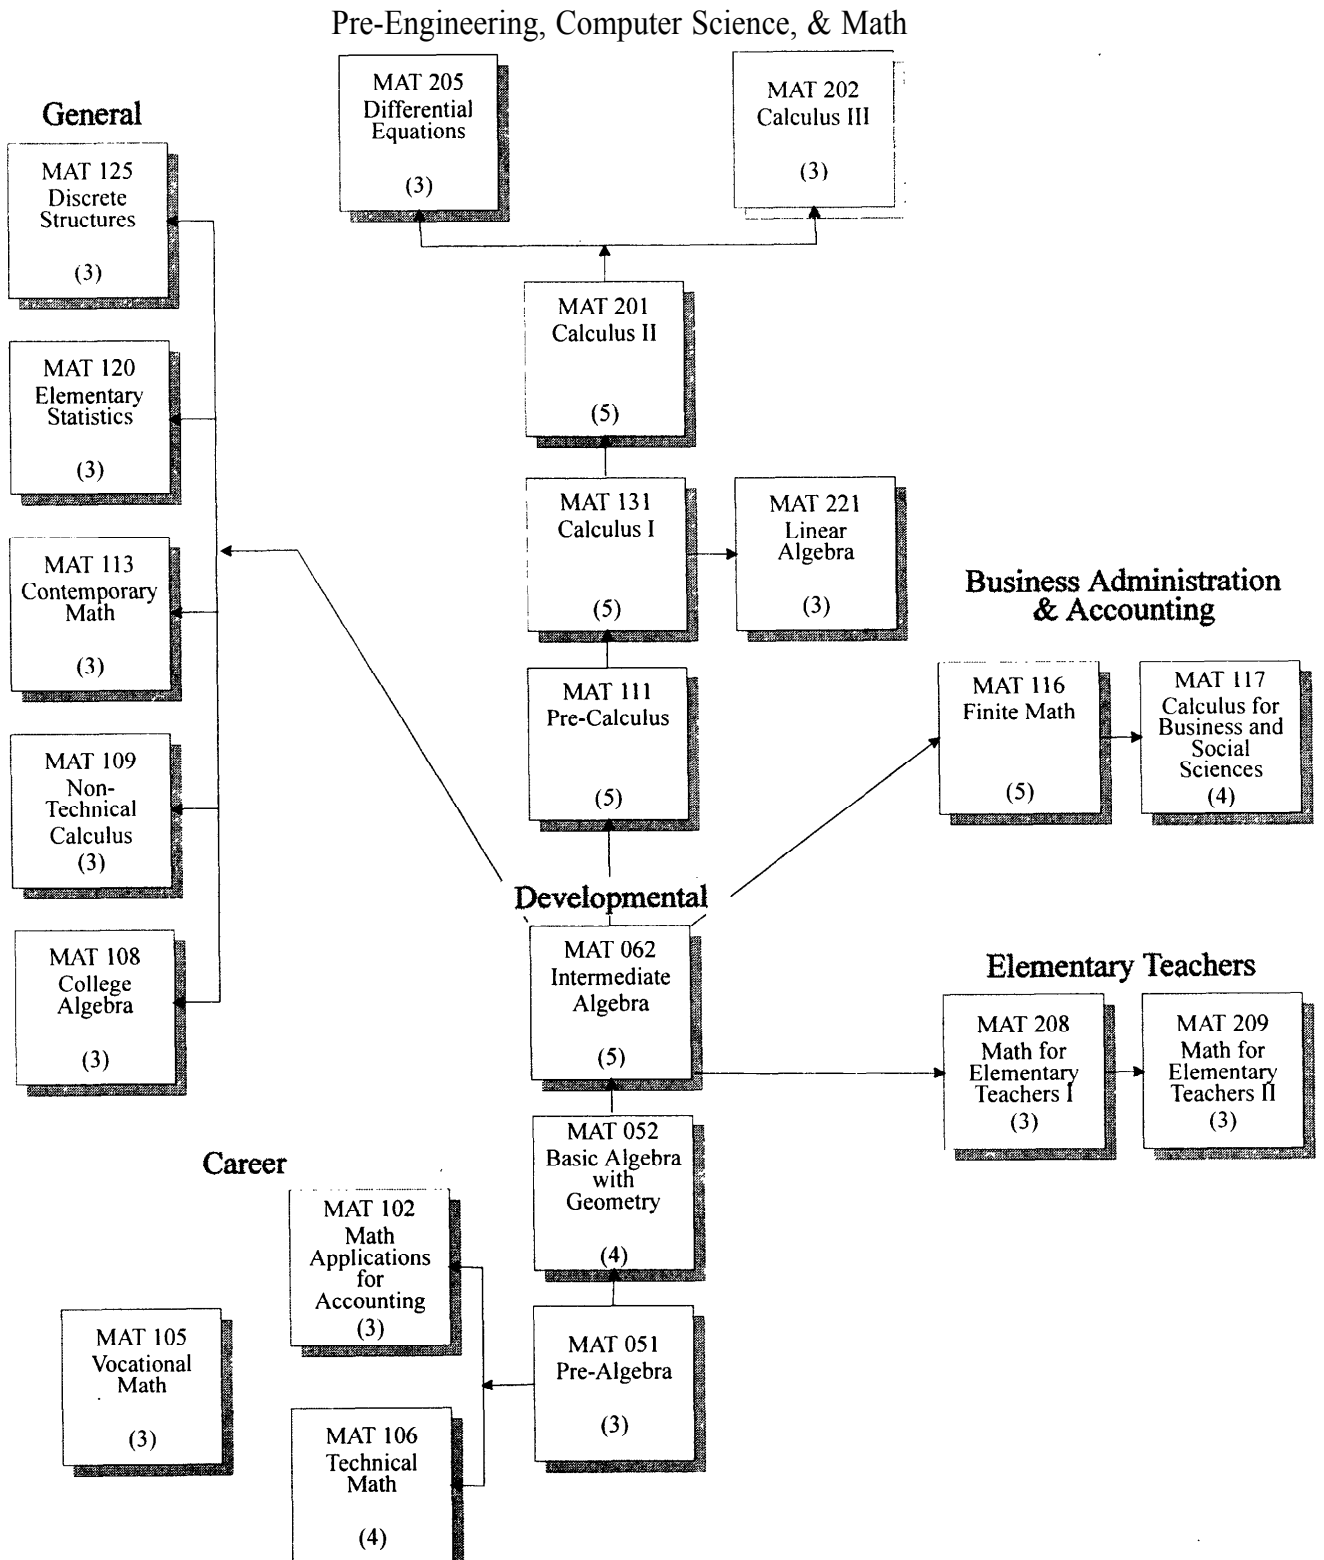 Pre-Engineering, Computer Science, & Math
MAT 205
Differential
Equations
(3)
MAT 202
Calculus III
(3)
General
MAT 125
Discrete
Structures
(3)
MAT 120
Elementary
Statistics
(3)
MAT 113
Contemporary
Math
(3)
MAT 109
Non-
Technical
Calculus
(3)
MAT 108
College
Algebra
(3)
MAT 201
Calculus II
(5)
MAT 131
Calculus I
(5)
MAT 221
Linear
Algebra
(3)
MAT 111
Pre-Calculus
(5)
Business Administration
& Accounting
MAT 116
Finite Math
(5)
MAT 117
Calculus for
Business and
Social
Sciences
(4)
Developmental
MAT 062
Intermediate
Algebra
(5)
Elementary Teachers
MAT 208
Math for
Elementary
Teachers I
(3)
MAT 209
Math for
Elementary
Teachers II
(3)
MAT 052
Basic Algebra
with
Geometry
(4)
Career
MAT 102
Math
Applications
for
Accounting
(3)
MAT 105
Vocational
Math
(3)
MAT 051
Pre-Algebra
(3)
MAT 106
Technical
Math
(4)